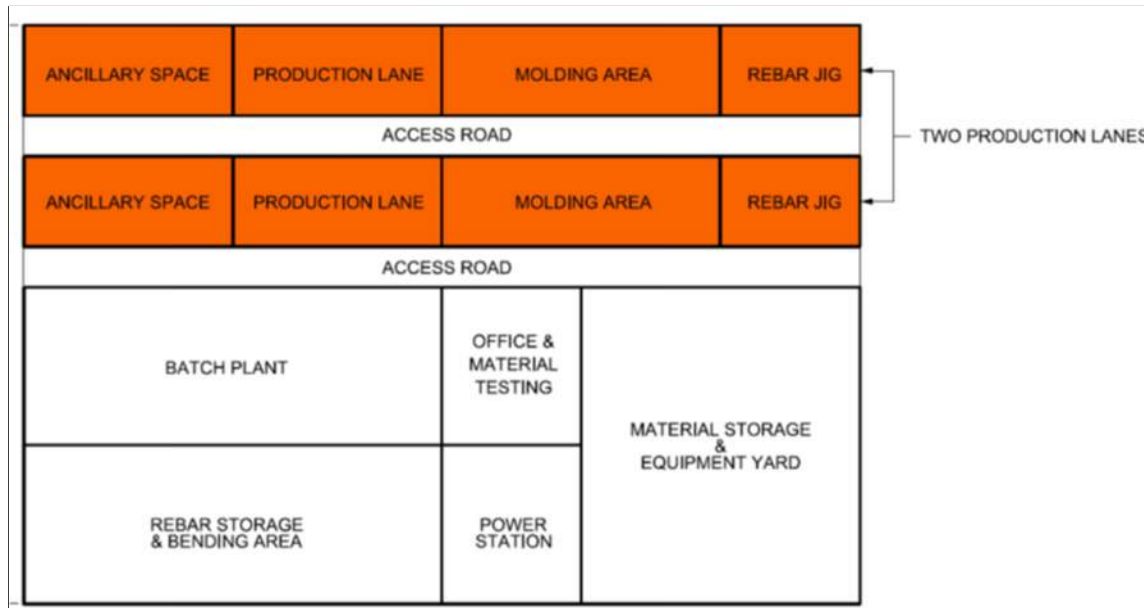 ANCILLARY SPACE
PRODUCTION LANE
MOLDING AREA
REBAR JIG
ACCESS ROAD
TWO PRODUCTION LANES
ANCILLARY SPACE
PRODUCTION LANE
MOLDING AREA
REBAR JIG
ACCESS ROAD
BATCH PLANT
OFFICE &
MATERIAL
TESTING
MATERIAL STORAGE
&
EQUIPMENT YARD
REBAR STORAGE
& BENDING AREA
POWER
STATION